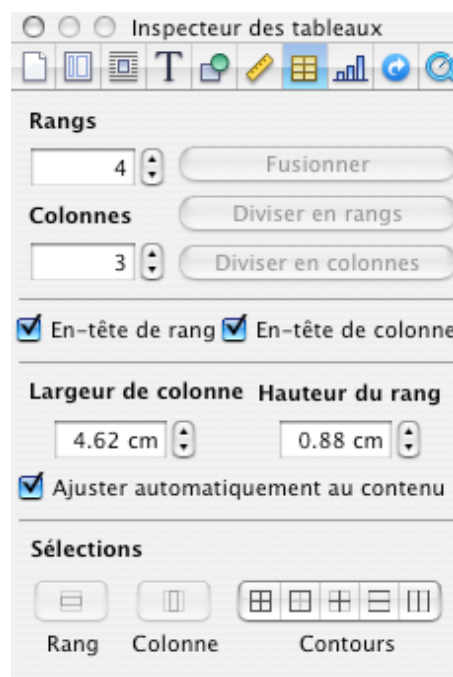 Inspecteur des tableaux
T
Rangs
4
Fusionner
Colonnes
Diviser en rangs
3
Diviser en colonnes
En-tête de rang En-tête de colonne
Largeur de colonne Hauteur du rang
4.62 cm 0.88 cm
Ajuster automatiquement au contenu
Sélections
Rang Colonne Contours